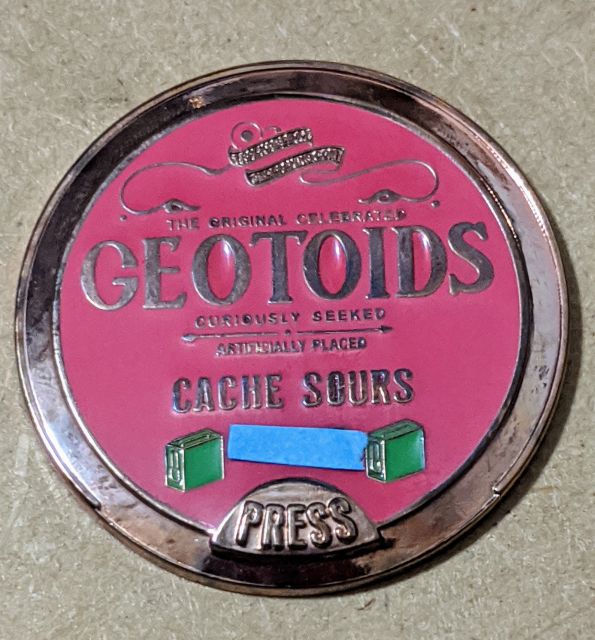 THE ORIGINAL CELEBRATED
GEOTOIDS
CURIOUSLY SEEKED
ARTIFICIALLY PLACED
CACHE SOURS
PRESS